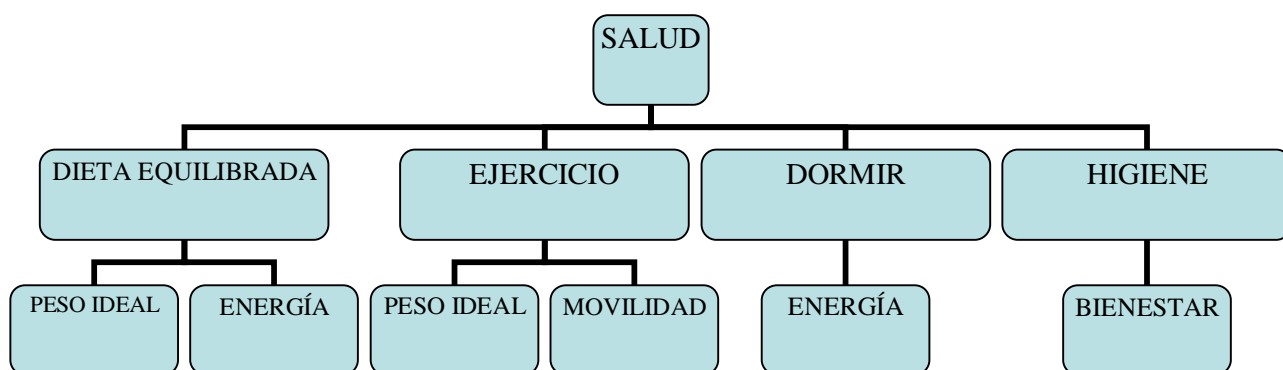 SALUD
DIETA EQUILIBRADA
EJERCICIO
DORMIR
HIGIENE
PESO IDEAL
ENERGÍA
PESO IDEAL
MOVILIDAD
ENERGÍA
BIENESTAR